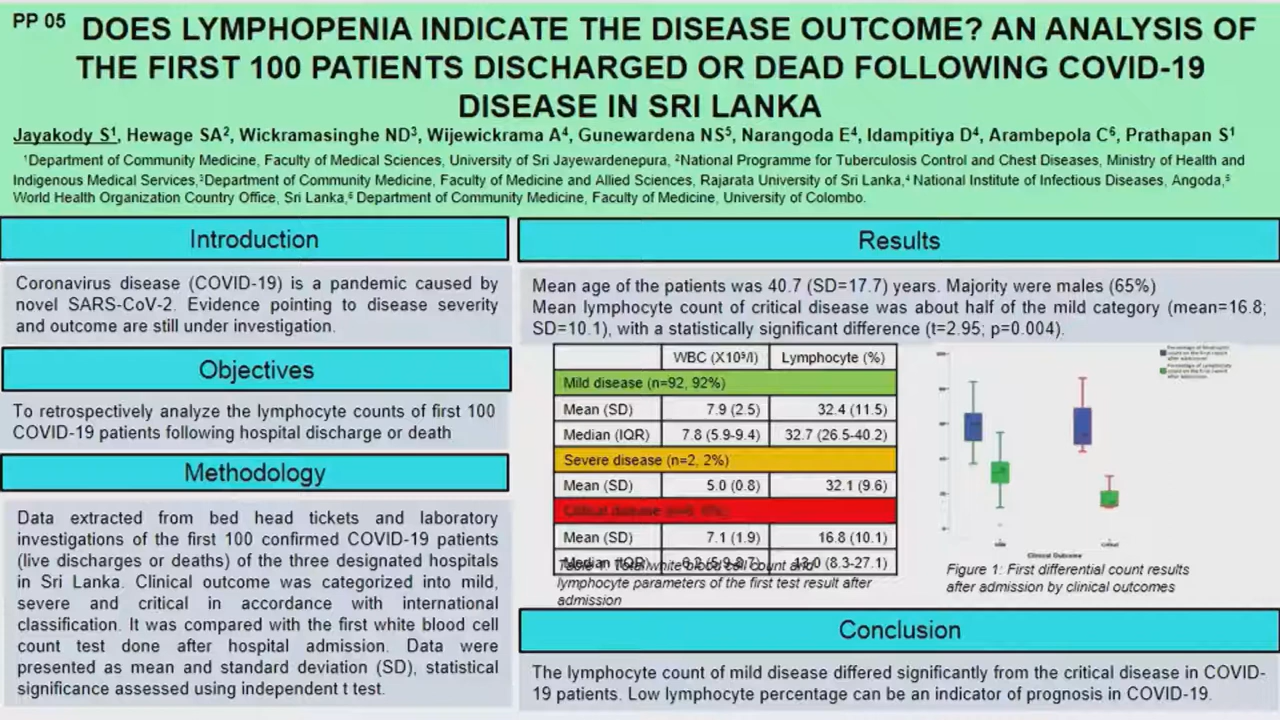 PP 05 DOES LYMPHOPENIA INDICATE THE DISEASE OUTCOME? AN ANALYSIS OF
THE FIRST 100 PATIENTS DISCHARGED OR DEAD FOLLOWING COVID-19
DISEASE IN SRI LANKA
Jayakody S¹, Hewage SA², Wickramasinghe ND³, Wijewickrama A⁴, Gunewardena NS⁵, Narangoda E⁴, Idampitiya D⁴, Arambepola C⁶, Prathapan S¹
¹Department of Community Medicine, Faculty of Medical Sciences, University of Sri Jayewardenepura, ²National Programme for Tuberculosis Control and Chest Diseases, Ministry of Health and
Indigenous Medical Services,³Department of Community Medicine, Faculty of Medicine and Allied Sciences, Rajarata University of Sri Lanka,⁴ National Institute of Infectious Diseases, Angoda,⁵
World Health Organization Country Office, Sri Lanka,⁶ Department of Community Medicine, Faculty of Medicine, University of Colombo.
Introduction
Coronavirus disease (COVID-19) is a pandemic caused by
novel SARS-CoV-2. Evidence pointing to disease severity
and outcome are still under investigation.
Objectives
To retrospectively analyze the lymphocyte counts of first 100
COVID-19 patients following hospital discharge or death
Methodology
Data extracted from bed head tickets and laboratory
investigations of the first 100 confirmed COVID-19 patients
(live discharges or deaths) of the three designated hospitals
in Sri Lanka. Clinical outcome was categorized into mild,
severe and critical in accordance with international
classification. It was compared with the first white blood cell
count test done after hospital admission. Data were
presented as mean and standard deviation (SD), statistical
significance assessed using independent t test.
Results
Mean age of the patients was 40.7 (SD=17.7) years. Majority were males (65%)
Mean lymphocyte count of critical disease was about half of the mild category (mean=16.8;
SD=10.1), with a statistically significant difference (t=2.95; p=0.004).
WBC Lymphocyte (%)
Mild disease (n=92, 92%)
Mean (SD) 7.9 (2.5) 32.4 (11.5)
Median (IQR) 7.8 (5.9-9.4) 32.7 (26.5-40.2)
Severe disease (n=2, 2%)
Mean (SD) 5.0 (0.8) 32.1 (9.6)
Critical disease
Mean (SD) 7.1 (1.9) 16.8 (10.1)
Median (IQR) (8.3-27.1)
Total white blood cell count and
lymphocyte parameters of the first test result after
admission
Clinical Outcome
Figure 1: First differential count results
after admission by clinical outcomes
Conclusion
The lymphocyte count of mild disease differed significantly from the critical disease in COVID-
19 patients. Low lymphocyte percentage can be an indicator of prognosis in COVID-19.